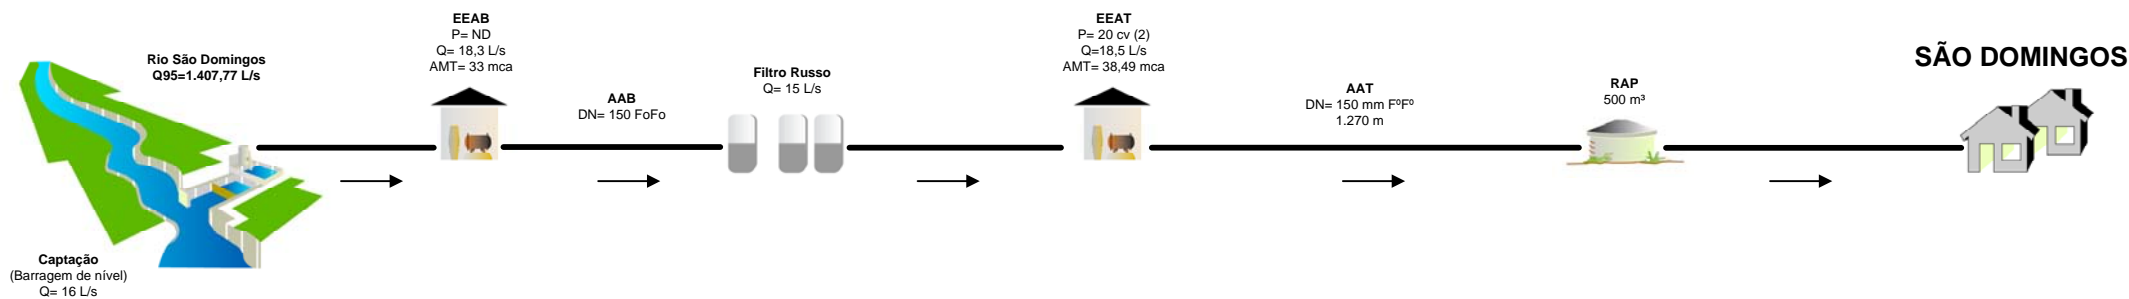 Rio São Domingos
Q95=1.407,77 L/s
Captação
(Barragem de nível)
Q= 16 L/s
EEAB
P= ND
Q= 18,3 L/s
AMT= 33 mca
AAB
DN= 150 FoFo
Filtro Russo
Q= 15 L/s
EEAT
P= 20 cv (2)
Q=18,5 L/s
AMT= 38,49 mca
AAT
DN= 150 mm FºFº
1.270 m
RAP
500 m³
SÃO DOMINGOS